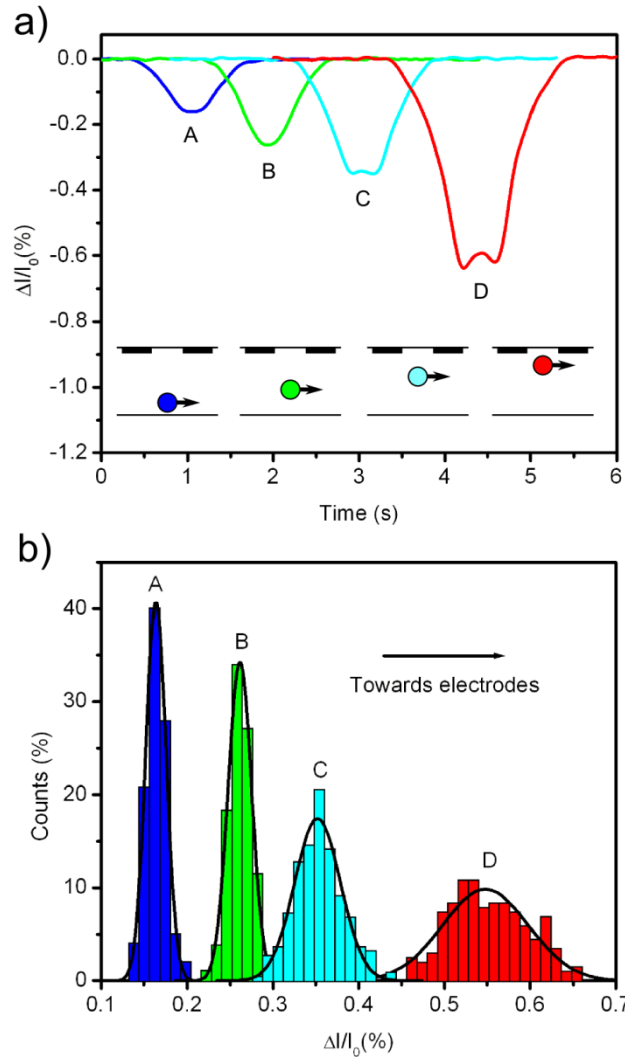 a)
0.0
-0.2
-0.4
-0.6
-0.8
-1.0
-1.2
ΔI/I₀(%)
A
B
C
D
0 1 2 3 4 5 6
Time (s)
b)
40
30
20
10
0
Counts (%)
A
B
C
D
Towards electrodes
0.1 0.2 0.3 0.4 0.5 0.6 0.7
ΔI/I₀(%)